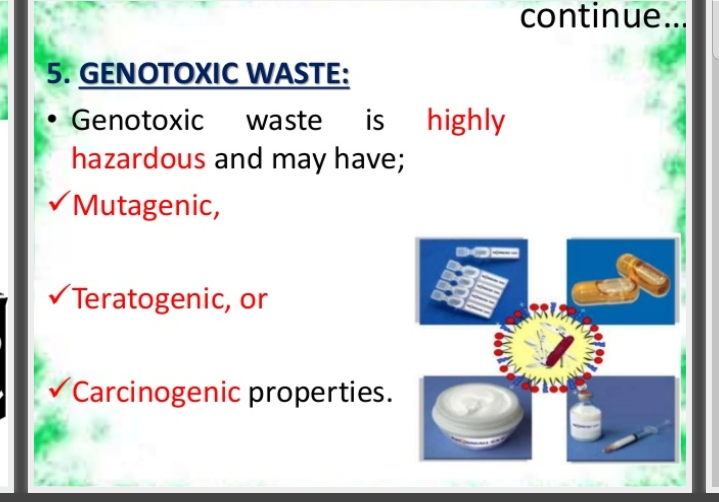 continue...
5. GENOTOXIC WASTE:
• Genotoxic waste is highly
hazardous and may have;
✓Mutagenic,
✓Teratogenic, or
✓Carcinogenic properties.